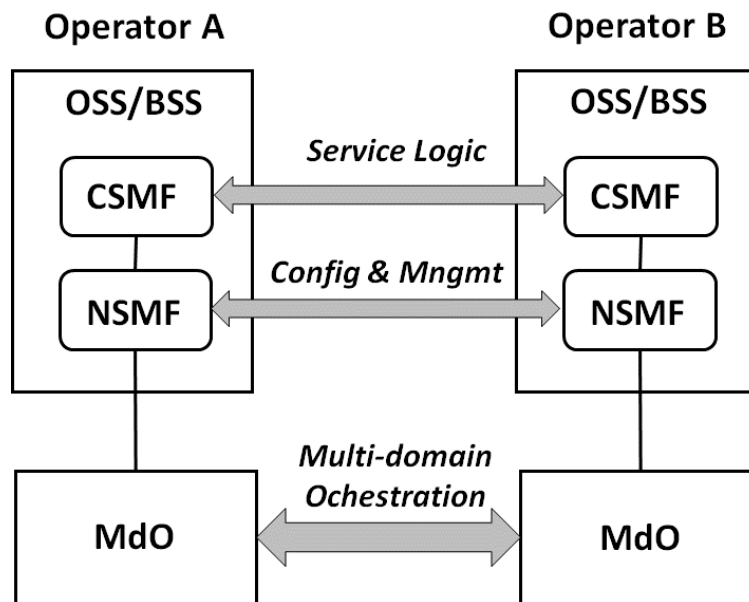 Operator A
Operator B
OSS/BSS
OSS/BSS
Service Logic
CSMF
CSMF
Config & Mngmt
NSMF
NSMF
Multi-domain
Ochestration
MdO
MdO